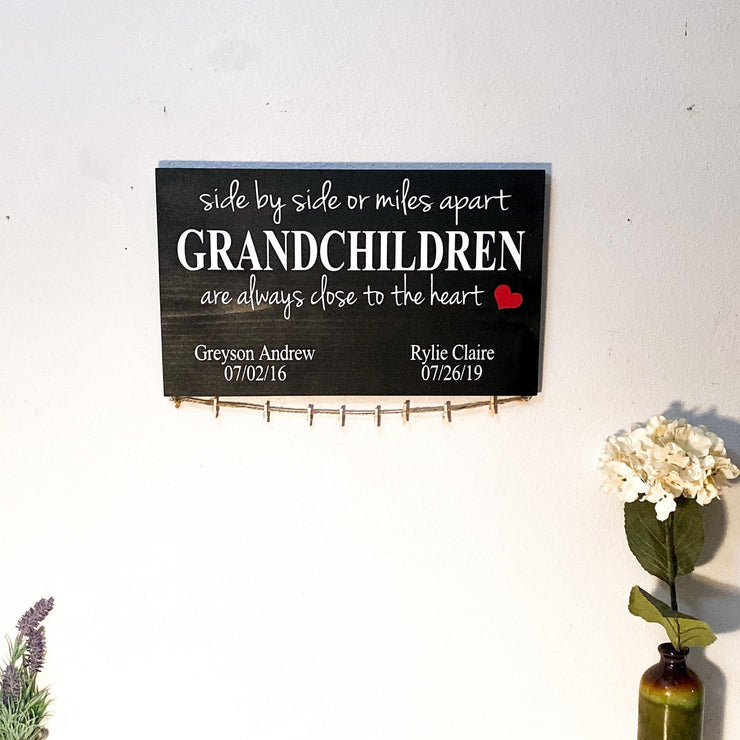 side by side or miles apart
GRANDCHILDREN
are always close to the heart
Greyson Andrew
07/02/16
Rylie Claire
07/26/19